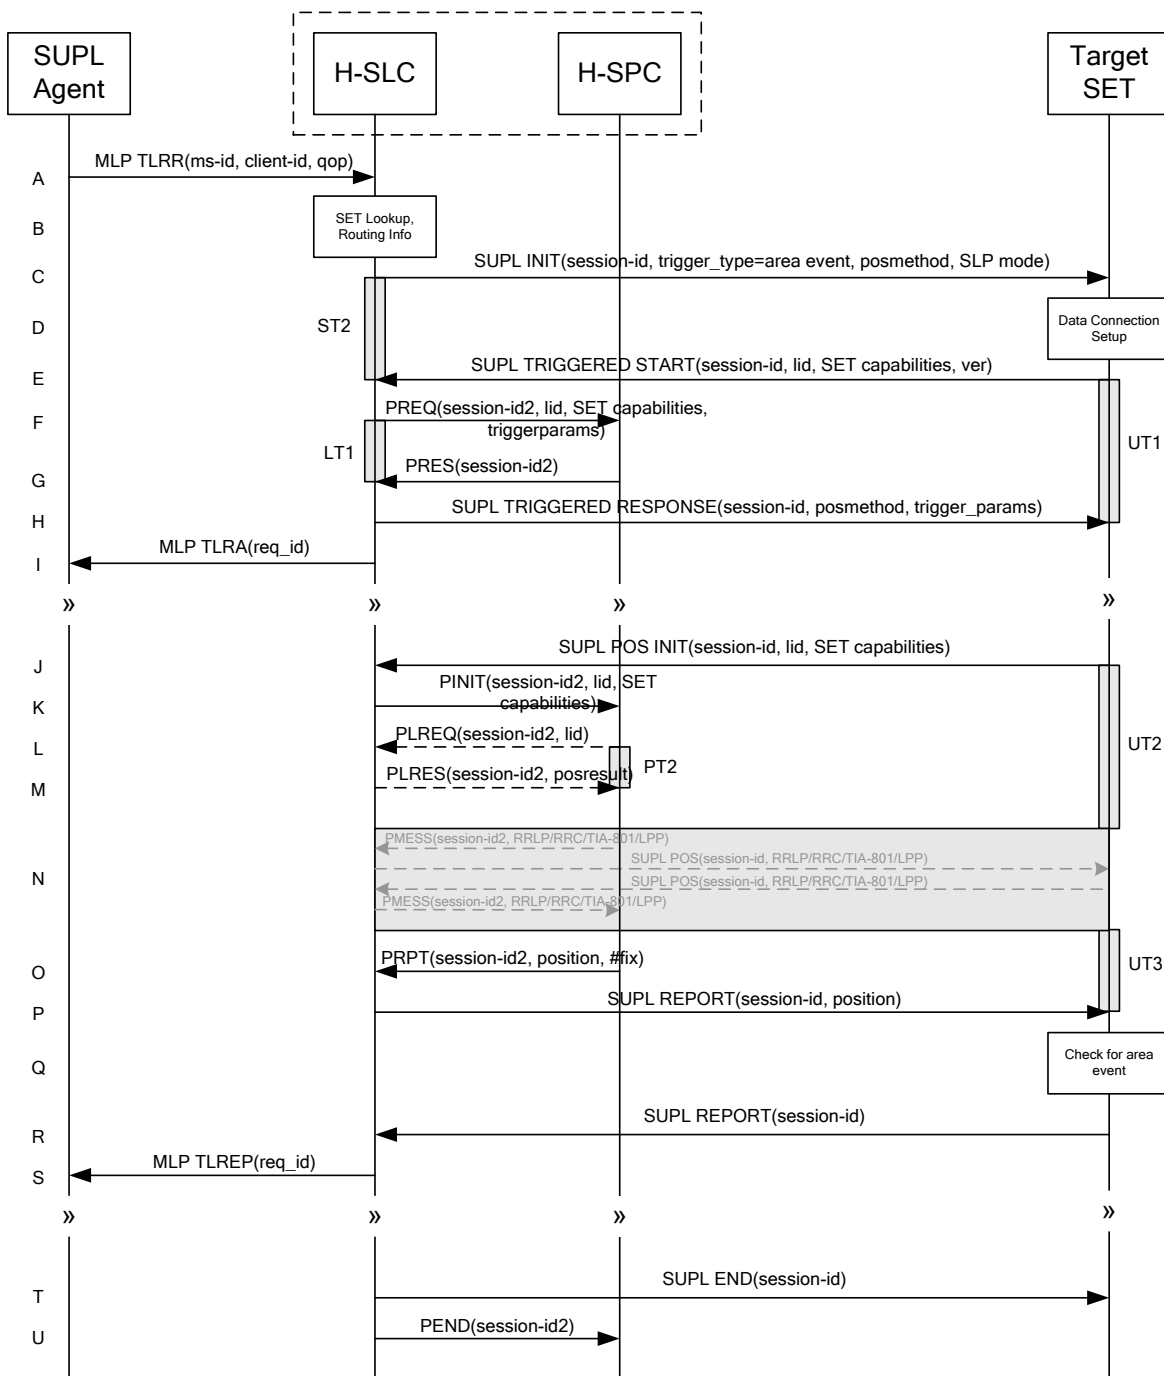 SUPL
Agent
H-SLC
H-SPC
Target
SET
A
MLP TLRR(ms-id, client-id, qop)
B
SET Lookup,
Routing Info
C
SUPL INIT(session-id, trigger_type=area event, posmethod, SLP mode)
D
ST2
Data Connection
Setup
E
SUPL TRIGGERED START(session-id, lid, SET capabilities, ver)
F
PREQ(session-id2, lid, SET capabilities,
triggerparams)
LT1
UT1
G
PRES(session-id2)
H
SUPL TRIGGERED RESPONSE(session-id, posmethod, trigger_params)
I
MLP TLRA(req_id)
»
»
»
»
J
SUPL POS INIT(session-id, lid, SET capabilities)
K
PINIT(session-id2, lid, SET
capabilities)
L
PLREQ(session-id2, lid)
UT2
M
PLRES(session-id2, posresult)
PT2
N
PMESS(session-id2, RRLP/RRC/TIA-801/LPP)
SUPL POS(session-id, RRLP/RRC/TIA-801/LPP)
SUPL POS(session-id, RRLP/RRC/TIA-801/LPP)
PMESS(session-id2, RRLP/RRC/TIA-801/LPP)
O
PRPT(session-id2, position, #fix)
UT3
P
SUPL REPORT(session-id, position)
Q
Check for area
event
R
SUPL REPORT(session-id)
S
MLP TLREP(req_id)
»
»
»
»
T
SUPL END(session-id)
U
PEND(session-id2)